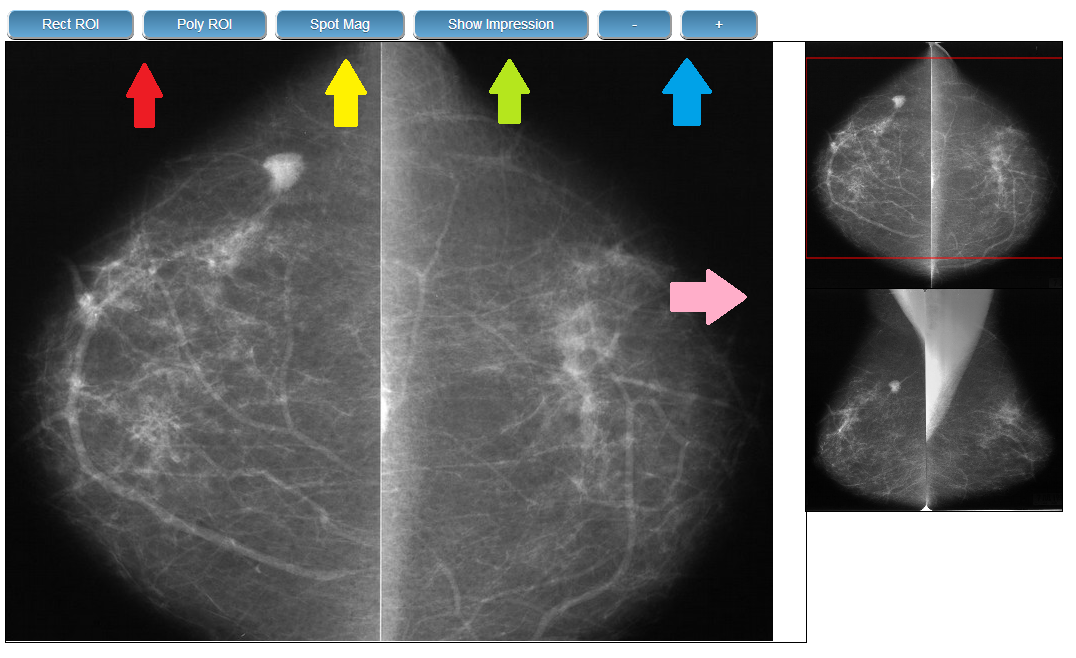 Rect ROI
Poly ROI
Spot Mag
Show Impression
-
+